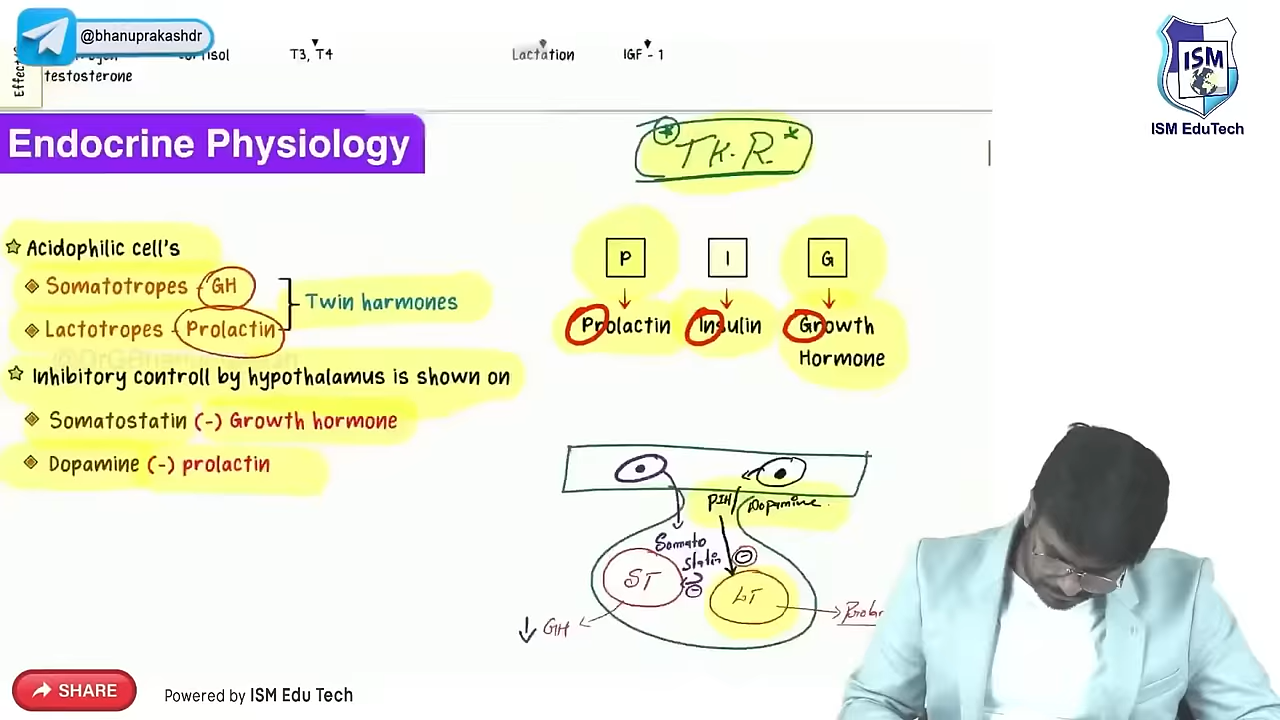 @bhanuprakashdr
T3, T4
Lactation
IGF - 1
testosterone
Effect
ISM
ISM EduTech
Endocrine Physiology
* TK.R *
Acidophilic cell's
Somatotropes - GH
Lactotropes - Prolactin
Twin harmones
Inhibitory controll by hypothalamus is shown on
Somatostatin (-) Growth hormone
Dopamine (-) prolactin
P
I
G
Prolactin
Insulin
Growth
Hormone
PIH/
Dopamine
Somato
statin
ST
LT
GH
SHARE
Powered by ISM Edu Tech